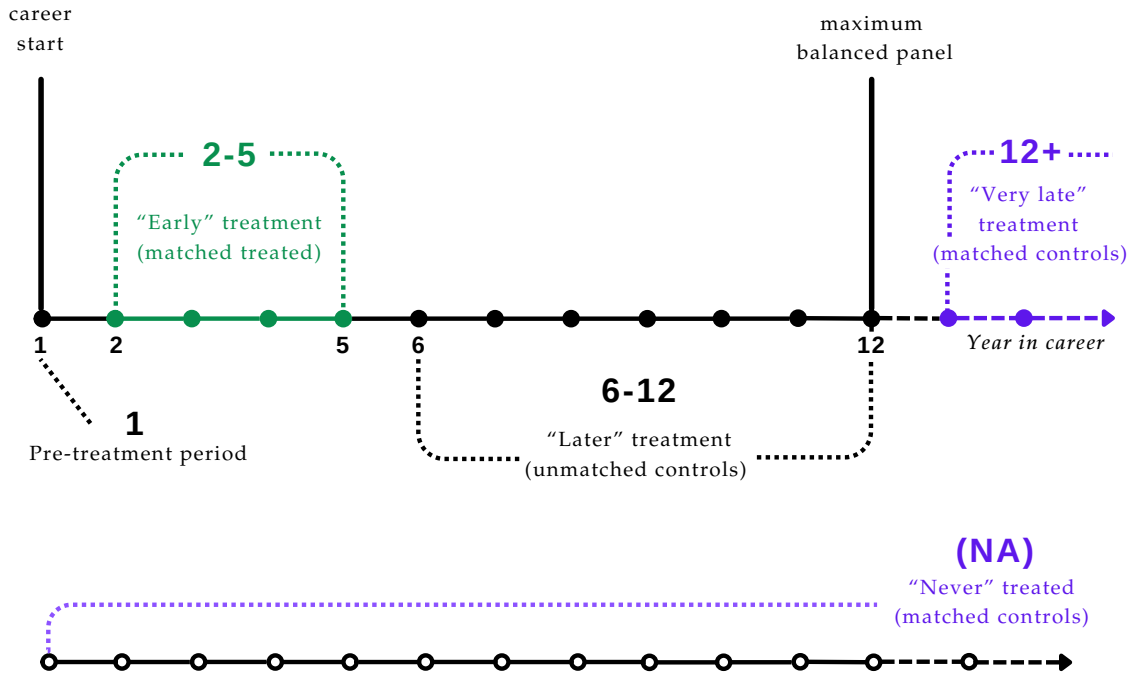 career
start
maximum
balanced panel
2-5
“Early” treatment
(matched treated)
12+
“Very late”
treatment
(matched controls)
1
2
5
6
12
Year in career
1
Pre-treatment period
6-12
“Later” treatment
(unmatched controls)
(NA)
“Never” treated
(matched controls)